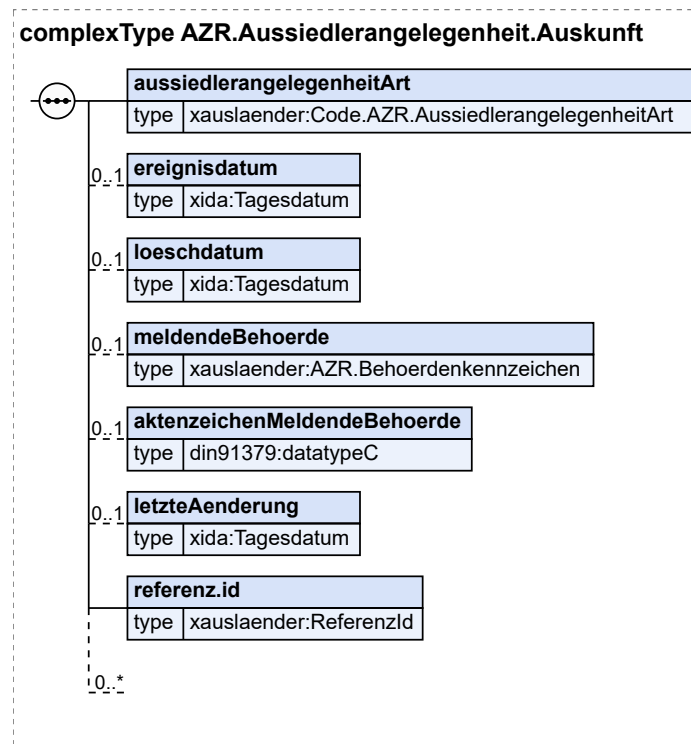 complexType AZR.Aussiedlerangelegenheit.Auskunft
aussiedlerangelegenheitArt
type xauslaender:Code.AZR.AussiedlerangelegenheitArt
0..1 ereignisdatum
type xida:Tagesdatum
0..1 loeschdatum
type xida:Tagesdatum
0..1 meldendeBehoerde
type xauslaender:AZR.Behoerdenkennzeichen
0..1 aktenzeichenMeldendeBehoerde
type din91379:datatypeC
0..1 letzteAenderung
type xida:Tagesdatum
referenz.id
type xauslaender:ReferenzId
0..*